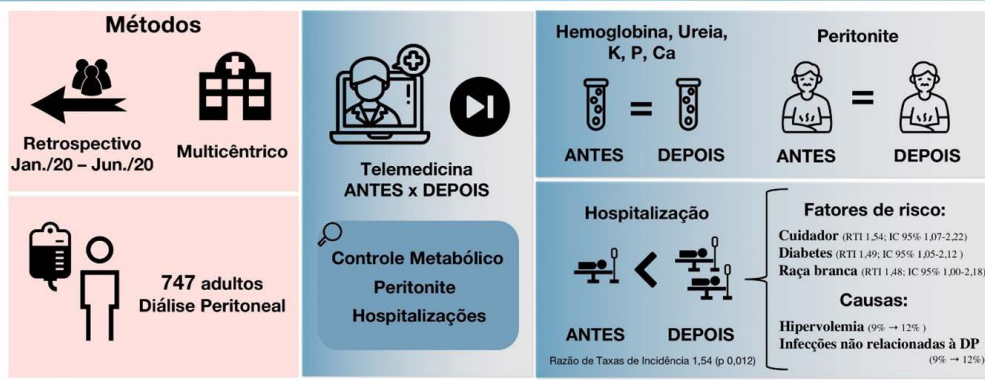 Métodos
Retrospectivo
Jan./20 – Jun./20
Multicêntrico
747 adultos
Diálise Peritoneal
Telemedicina
ANTES x DEPOIS
Controle Metabólico
Peritonite
Hospitalizações
Hemoglobina, Ureia,
K, P, Ca
=
ANTES DEPOIS
Peritonite
=
ANTES DEPOIS
Hospitalização
<
ANTES DEPOIS
Razão de Taxas de Incidência 1,54 (p 0,012)
Fatores de risco:
Cuidador (RTI 1,54; IC 95% 1,07-2,22)
Diabetes (RTI 1,49; IC 95% 1,05-2,12 )
Raça branca (RTI 1,48; IC 95% 1,00-2,18)
Causas:
Hipervolemia (9% → 12% )
Infecções não relacionadas à DP
(9% → 12%)